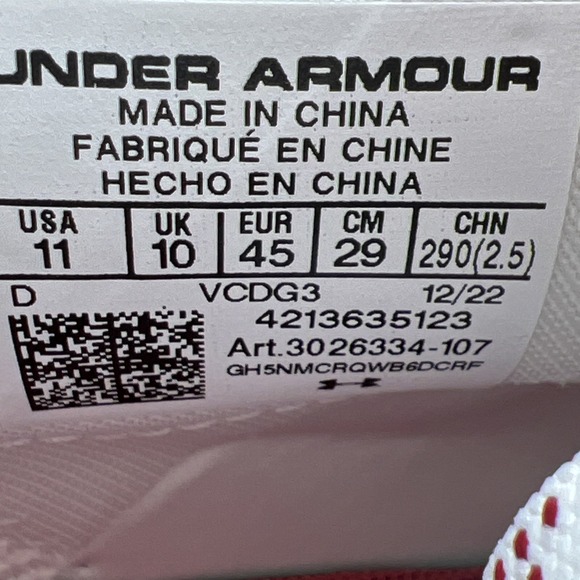 UNDER ARMOUR
MADE IN CHINA
FABRIQUÉ EN CHINE
HECHO EN CHINA
USA UK EUR CM CHN
11 10 45 29 290(2.5)
D VCDG3 12/22
4213635123
Art.3026334-107
GH5NMCRQWB6DCRF